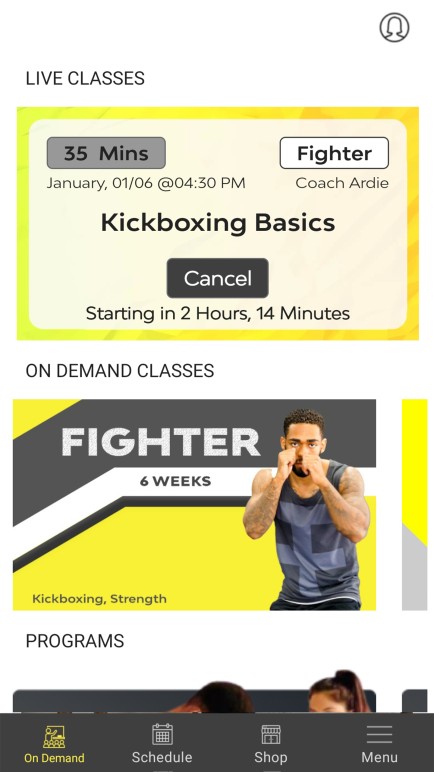 LIVE CLASSES
35 Mins
Fighter
January, 01/06 @04:30 PM
Coach Ardie
Kickboxing Basics
Cancel
Starting in 2 Hours, 14 Minutes
ON DEMAND CLASSES
FIGHTER
6 WEEKS
Kickboxing, Strength
PROGRAMS
On Demand
Schedule
Shop
Menu